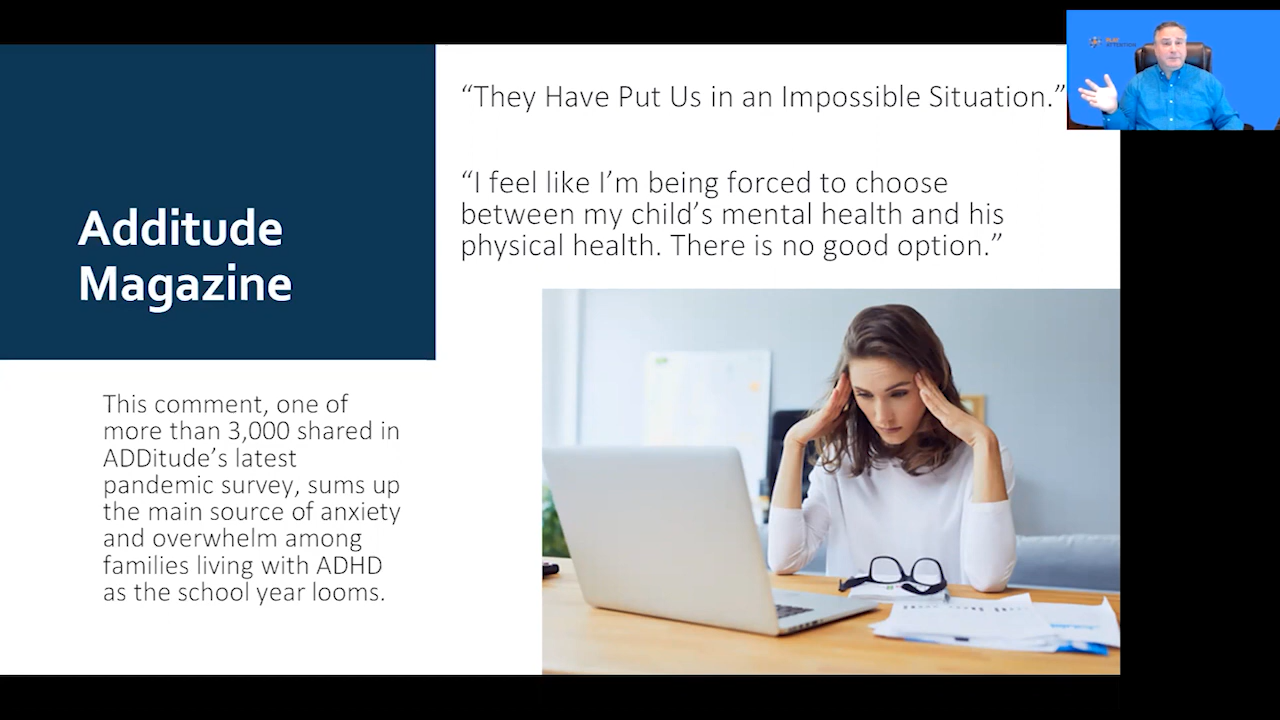 Additude
Magazine
This comment, one of
more than 3,000 shared in
ADDitude’s latest
pandemic survey, sums up
the main source of anxiety
and overwhelm among
families living with ADHD
as the school year looms.
“They Have Put Us in an Impossible Situation.”
“I feel like I’m being forced to choose
between my child’s mental health and his
physical health. There is no good option.”